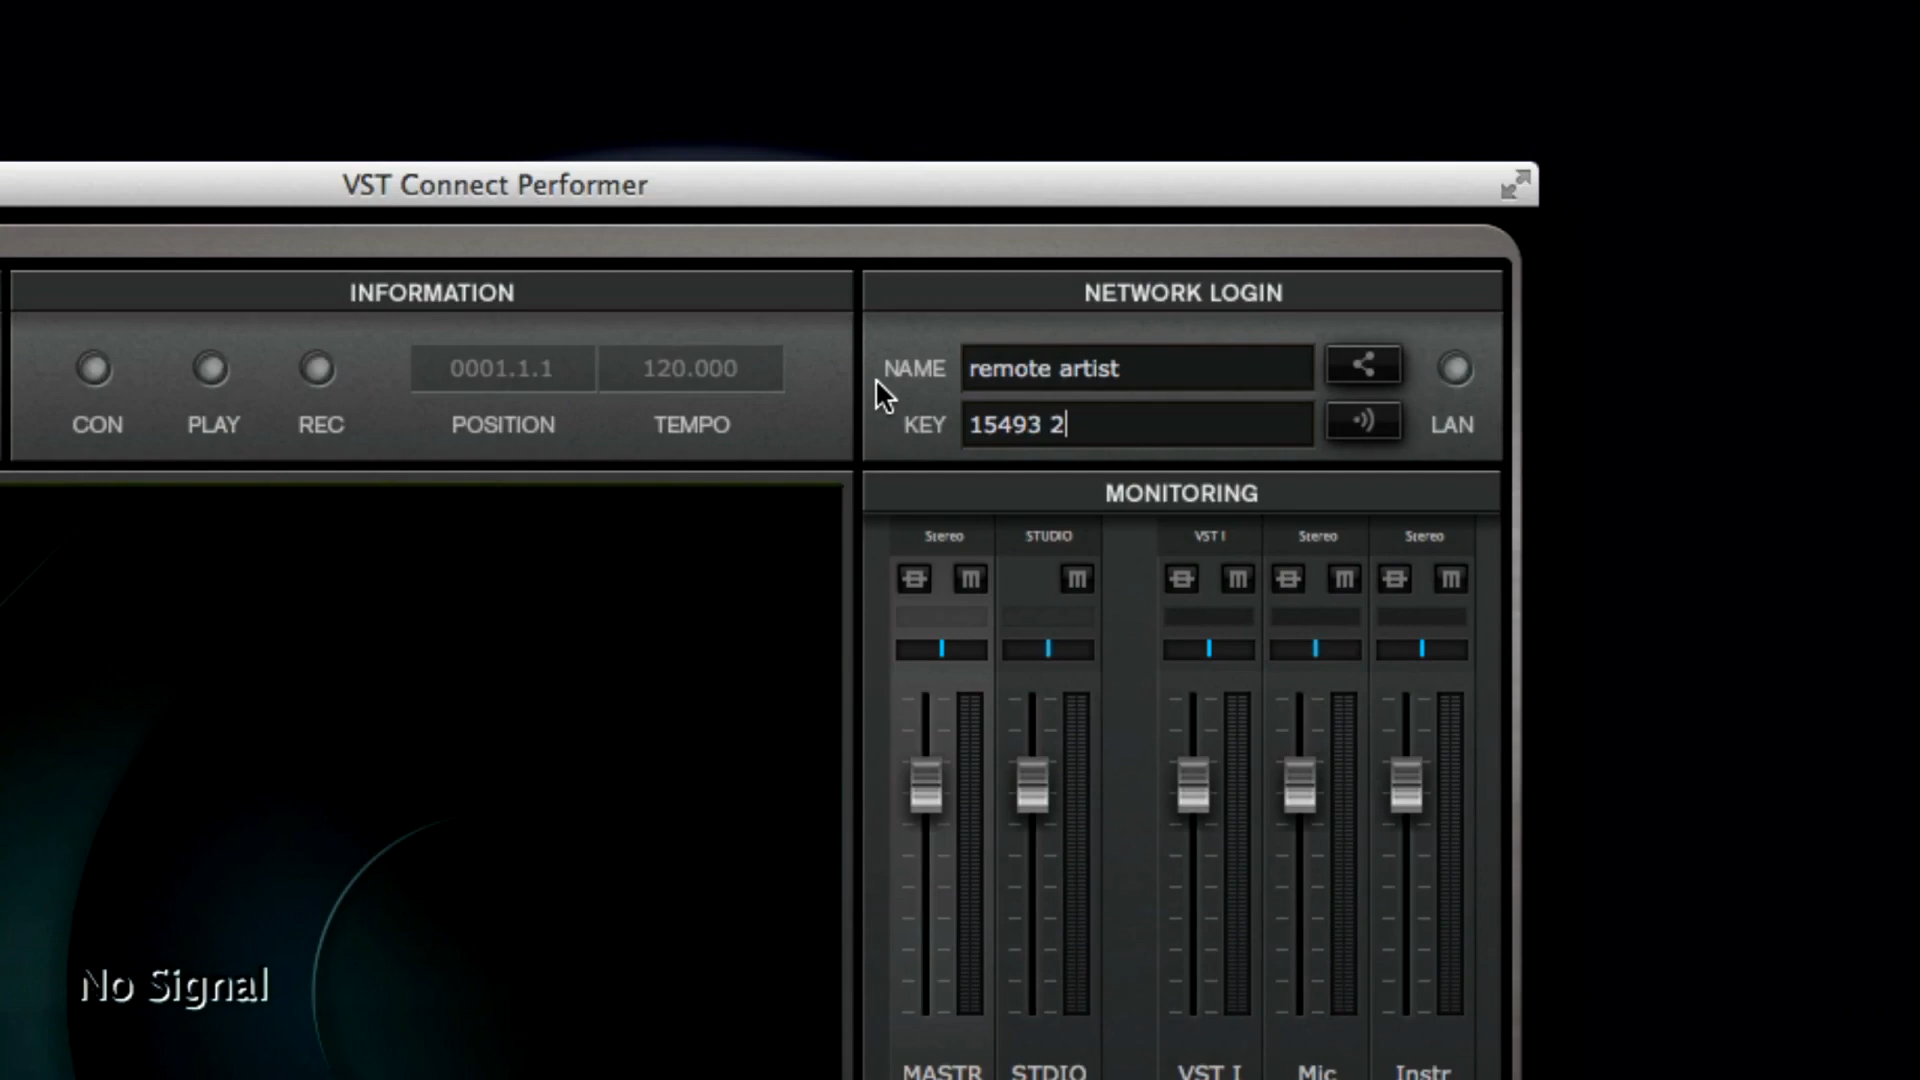 VST Connect Performer
INFORMATION
CON PLAY REC
0001.1.1 120.000
POSITION TEMPO
NETWORK LOGIN
NAME remote artist
KEY 15493 2
LAN
MONITORING
Stereo STUDIO VST I Stereo Stereo
m m m m m
No Signal
MASTR STDIO VST I Mic Instr